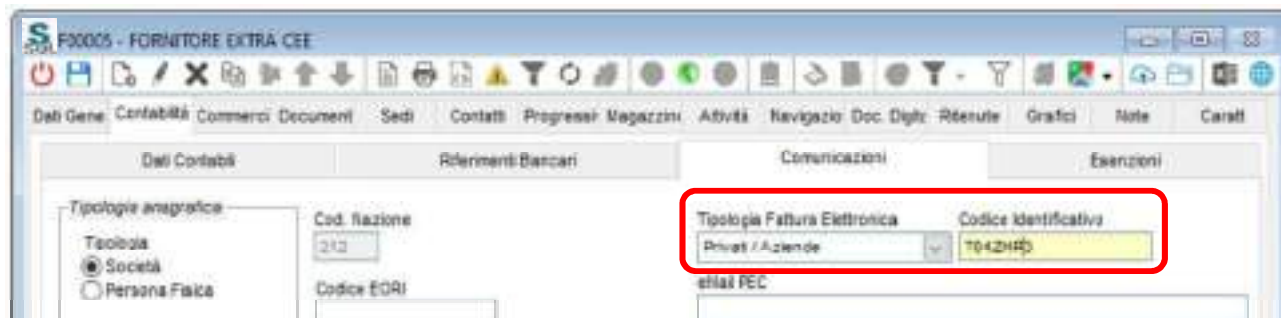 F00005 - FORNITORE EXTRA CEE
Dati Gene Contabilità Commerci Document Sedi Contatti Progressiv Magazzino Attività Navigazio Doc. Digit Ritenute Grafici Note Caratt
Dati Contabili Riferimenti Bancari Comunicazioni Esenzioni
Tipologia anagrafica
Tipologia
Società
Persona Fisica
Cod. Nazione
212
Codice EORI
Tipologia Fattura Elettronica
Privati / Aziende
Codice Identificativo
eMail PEC